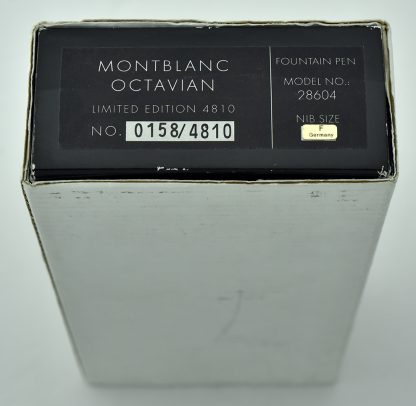 MONTBLANC
OCTAVIAN
LIMITED EDITION 4810
NO. 0158/4810
FOUNTAIN PEN
MODEL NO.:
28604
NIB SIZE
F
Germany